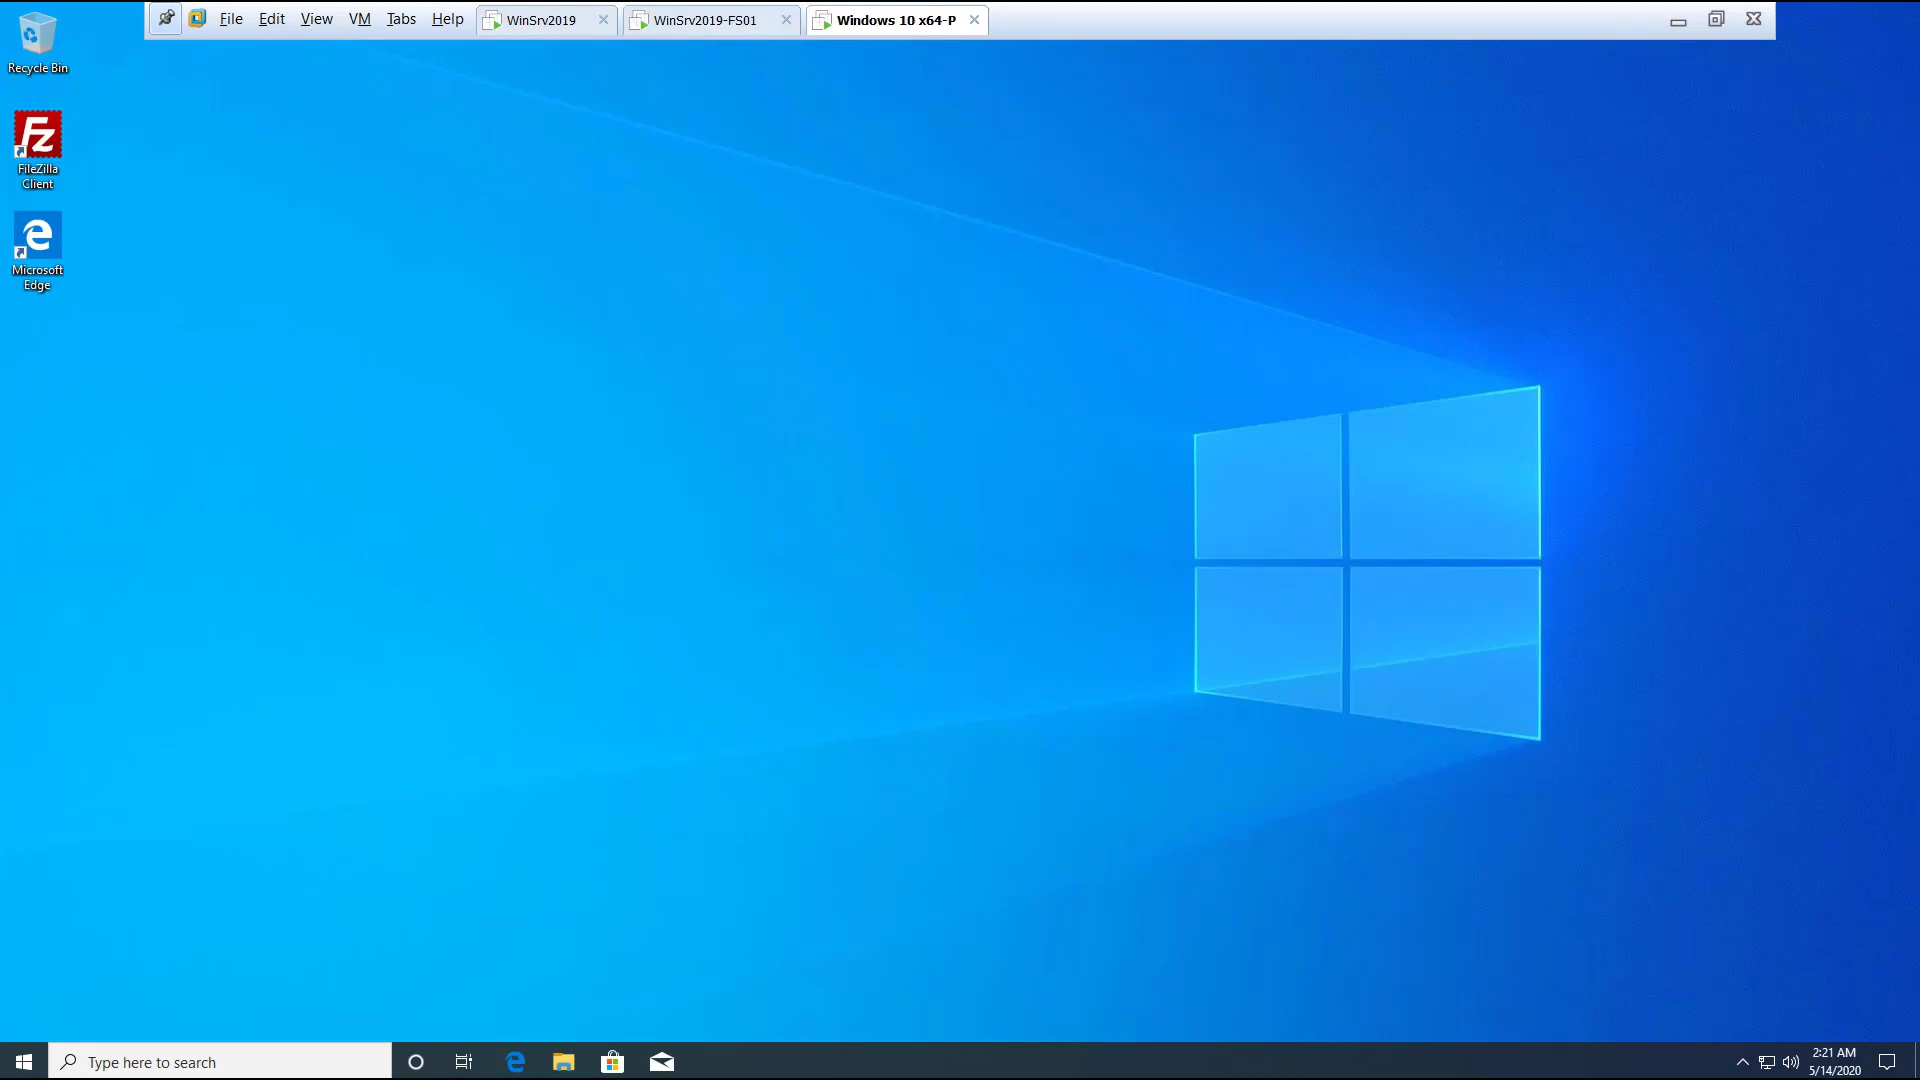 File Edit View VM Tabs Help WinSrv2019 WinSrv2019-FS01 Windows 10 x64-P
Recycle Bin
FileZilla
Client
Microsoft
Edge
Type here to search
2:21 AM
5/14/2020